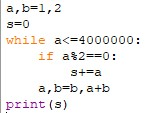 a,b=1,2
s=0
while a<=4000000:
    if a%2==0:
        s+=a
    a,b=b,a+b
print(s)